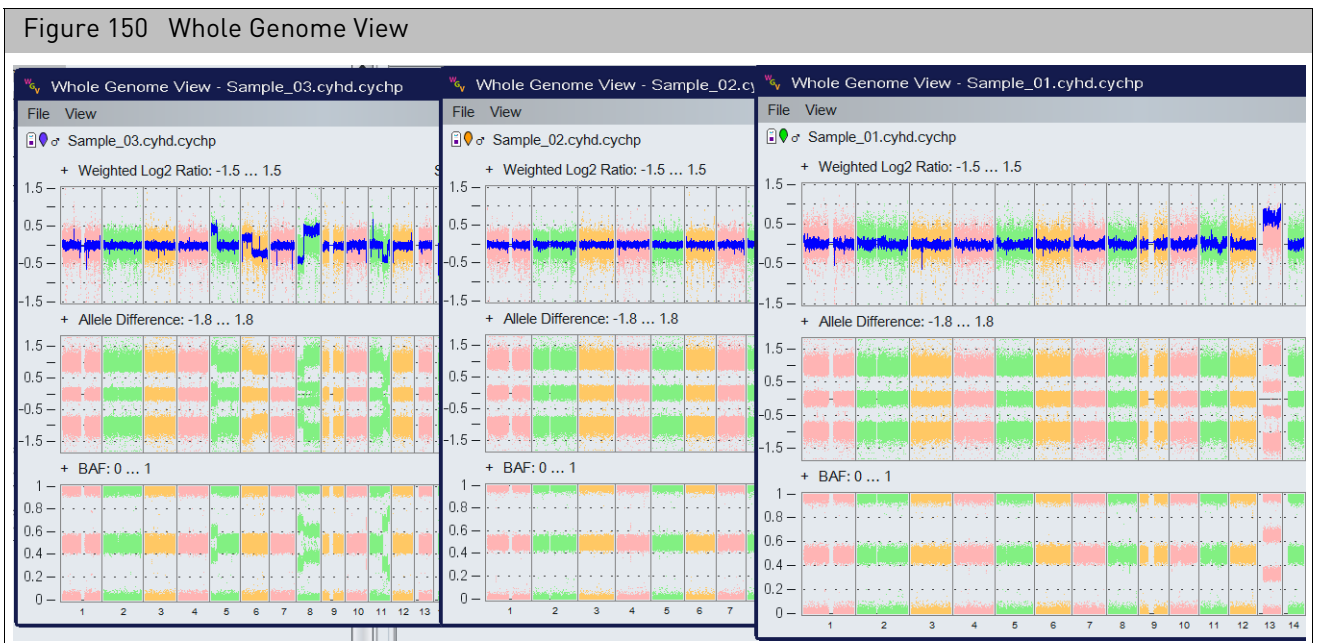 Figure 150 Whole Genome View
WGV Whole Genome View - Sample_03.cyhd.cychp
File View
♂ Sample_03.cyhd.cychp
+ Weighted Log2 Ratio: -1.5 ... 1.5
1.5
0.5
-0.5
-1.5
+ Allele Difference: -1.8 ... 1.8
1.5
0.5
-0.5
-1.5
+ BAF: 0 ... 1
1
0.8
0.6
0.4
0.2
0
1 2 3 4 5 6 7 8 9 10 11 12 13
WGV Whole Genome View - Sample_02.cy
File View
♂ Sample_02.cyhd.cychp
+ Weighted Log2 Ratio: -1.5 ... 1.5
1.5
0.5
-0.5
-1.5
+ Allele Difference: -1.8 ... 1.8
1.5
0.5
-0.5
-1.5
+ BAF: 0 ... 1
1
0.8
0.6
0.4
0.2
0
1 2 3 4 5 6 7
WGV Whole Genome View - Sample_01.cyhd.cychp
File View
♂ Sample_01.cyhd.cychp
+ Weighted Log2 Ratio: -1.5 ... 1.5
1.5
0.5
-0.5
-1.5
+ Allele Difference: -1.8 ... 1.8
1.5
0.5
-0.5
-1.5
+ BAF: 0 ... 1
1
0.8
0.6
0.4
0.2
0
1 2 3 4 5 6 7 8 9 10 11 12 13 14